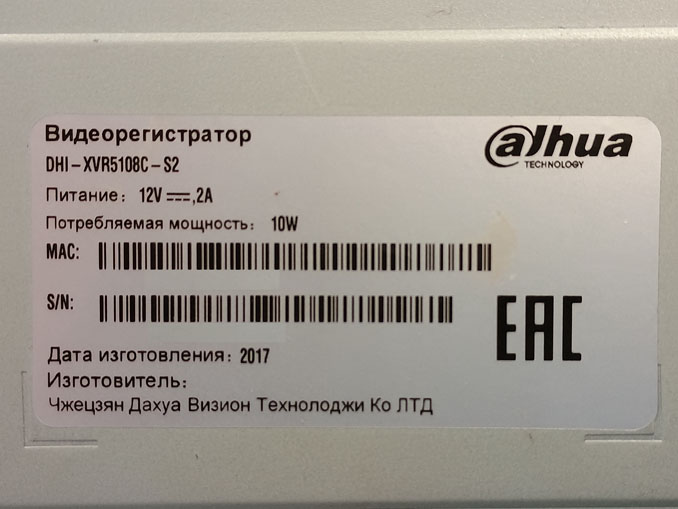 Видеорегистратор
alhua
TECHNOLOGY
DHI-XVR5108C-S2
Питание: 12V ⎓,2A
Потребляемая мощность: 10W
MAC:
S/N:
EAC
Дата изготовления: 2017
Изготовитель:
Чжецзян Дахуа Визион Технолоджи Ко ЛТД